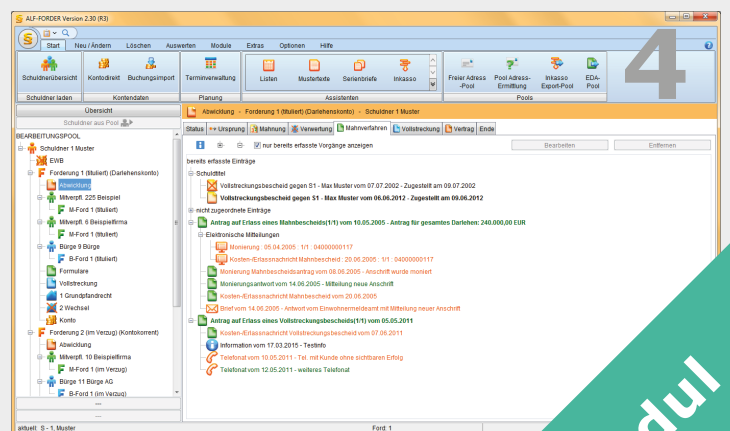 ALF-FORDER Version 2.30 (R3)
Start Neu / Ändern Löschen Auswerten Module Extras Optionen Hilfe
Schuldnerübersicht Kontodirekt Buchungsimport Terminverwaltung Listen Mustertexte Serienbriefe Inkasso Freier Adress -Pool Pool Adress- Ermittlung Inkasso Export-Pool EDA- Pool
Schuldner laden Kontendaten Planung Assistenten Pools
4
Übersicht
Schuldner aus Pool
BEARBEITUNGSPOOL
Schuldner 1 Muster
EWB
Forderung 1 (tituliert) (Darlehenskonto)
Abwicklung
Mitverpfl. 225 Beispiel
M-Ford 1 (tituliert)
Mitverpfl. 6 Beispielfirma
M-Ford 1 (tituliert)
Bürge 9 Bürge
B-Ford 1 (tituliert)
Formulare
Vollstreckung
1 Grundpfandrecht
2 Wechsel
Konto
Forderung 2 (im Verzug) (Kontokorrent)
Abwicklung
Mitverpfl. 10 Beispielfirma
M-Ford 1 (im Verzug)
Bürge 11 Bürge AG
B-Ford 1 (im Verzug)
...
...
Abwicklung - Forderung 1 (tituliert) (Darlehenskonto) - Schuldner 1 Muster
Status Ursprung Mahnung Verwertung Mahnverfahren Vollstreckung Vertrag Ende
nur bereits erfasste Vorgänge anzeigen Bearbeiten Entfernen
bereits erfasste Einträge
Schuldtitel
Vollstreckungsbescheid gegen S1 - Max Muster vom 07.07.2002 - Zugestellt am 09.07.2002
Vollstreckungsbescheid gegen S1 - Max Muster vom 06.06.2012 - Zugestellt am 09.06.2012
nicht zugeordnete Einträge
Antrag auf Erlass eines Mahnbescheids(1/1) vom 10.05.2005 - Antrag für gesamtes Darlehen: 240.000,00 EUR
Elektronische Mitteilungen
Monierung : 05.04.2005 : 1/1 : 04000000117
Kosten-/Erlassnachricht Mahnbescheid : 20.06.2005 : 1/1 : 04000000117
Monierung Mahnbescheidsantrag vom 08.06.2005 - Anschrift wurde moniert
Monierungsantwort vom 14.06.2005 - Mitteilung neue Anschrift
Kosten-/Erlassnachricht Mahnbescheid vom 20.06.2005
Brief vom 14.06.2005 - Antwort vom Einwohnermeldeamt mit Mitteilung neuer Anschrift
Antrag auf Erlass eines Vollstreckungsbescheids(1/1) vom 05.05.2011
Kosten-/Erlassnachricht Vollstreckungsbescheid vom 07.06.2011
Information vom 17.03.2015 - Testinfo
Telefonat vom 10.05.2011 - Tel. mit Kunde ohne sichtbaren Erfolg
Telefonat vom 12.05.2011 - weiteres Telefonat
dul
aktuell: S - 1, Muster Ford: 1